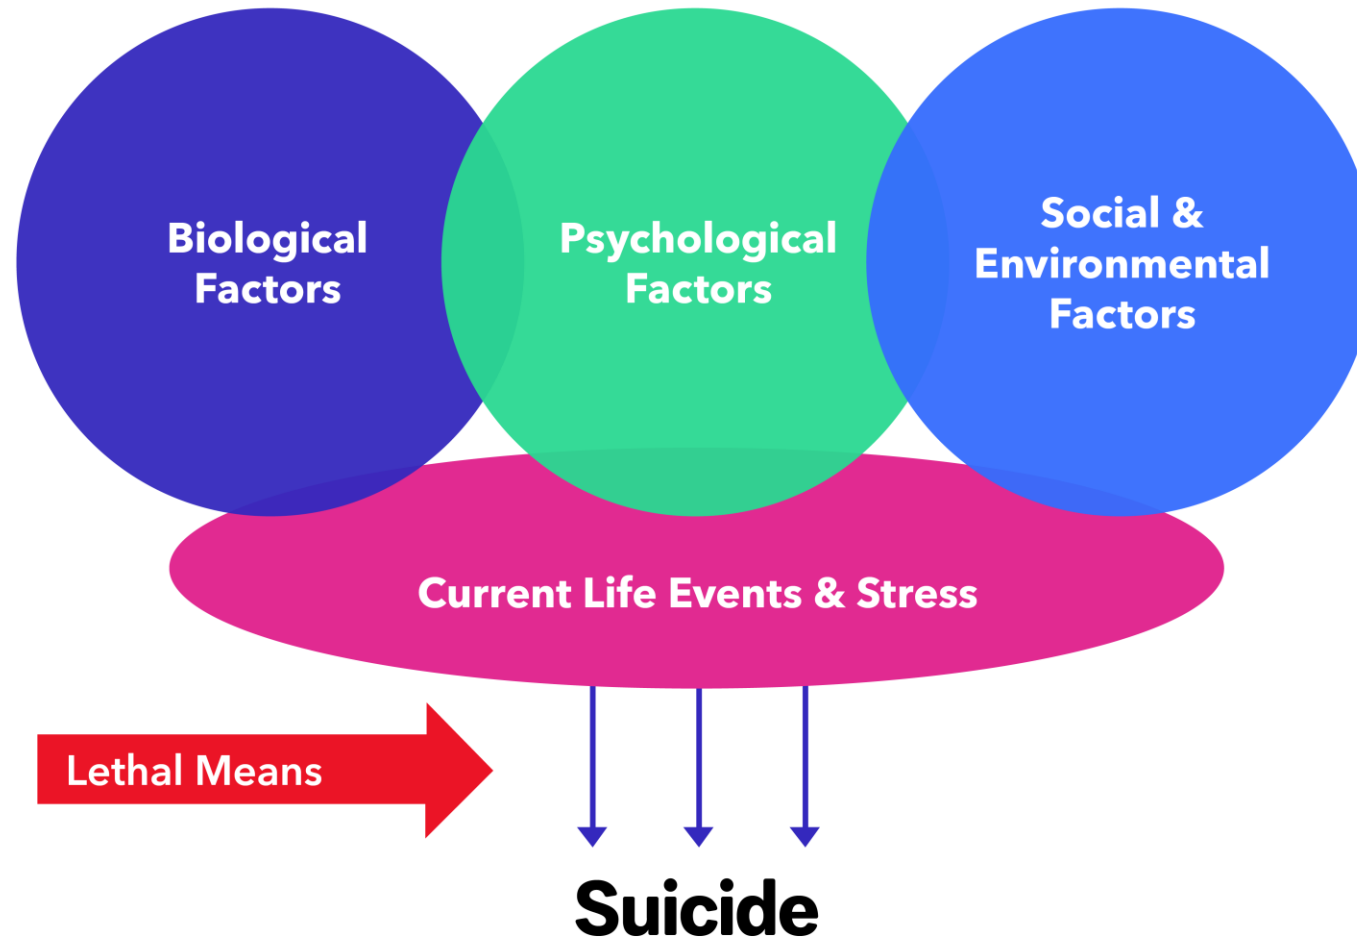 Biological
Factors
Psychological
Factors
Social &
Environmental
Factors
Current Life Events & Stress
Lethal Means
Suicide